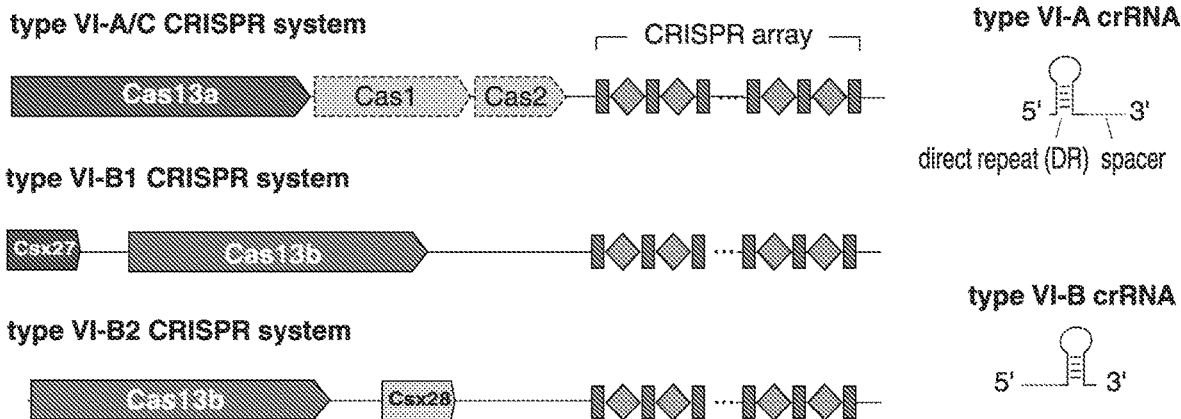 type VI-A/C CRISPR system
CRISPR array
Cas13a
Cas1
Cas2
type VI-A crRNA
5' 3'
direct repeat (DR) spacer
type VI-B1 CRISPR system
Csx27
Cas13b
type VI-B2 CRISPR system
Cas13b
Csx28
type VI-B crRNA
5' 3'